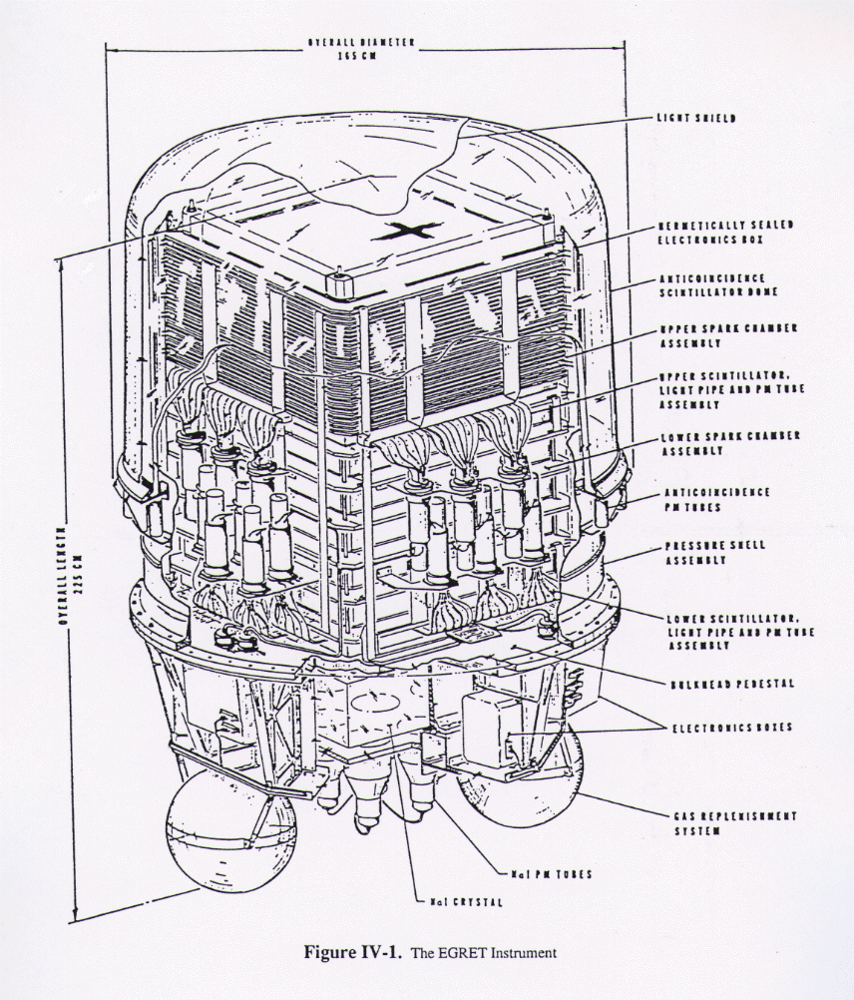 OVERALL DIAMETER
165 CM
LIGHT SHIELD
HERMETICALLY SEALED
ELECTRONICS BOX
ANTICOINCIDENCE
SCINTILLATOR DOME
UPPER SPARK CHAMBER
ASSEMBLY
UPPER SCINTILLATOR,
LIGHT PIPE AND PM TUBE
ASSEMBLY
LOWER SPARK CHAMBER
ASSEMBLY
ANTICOINCIDENCE
PM TUBES
PRESSURE SHELL
ASSEMBLY
OVERALL LENGTH
225 CM
LOWER SCINTILLATOR,
LIGHT PIPE AND PM TUBE
ASSEMBLY
BULKHEAD PEDESTAL
ELECTRONICS BOXES
GAS REPLENISHMENT
SYSTEM
NaI PM TUBES
NaI CRYSTAL
Figure IV-1. The EGRET Instrument